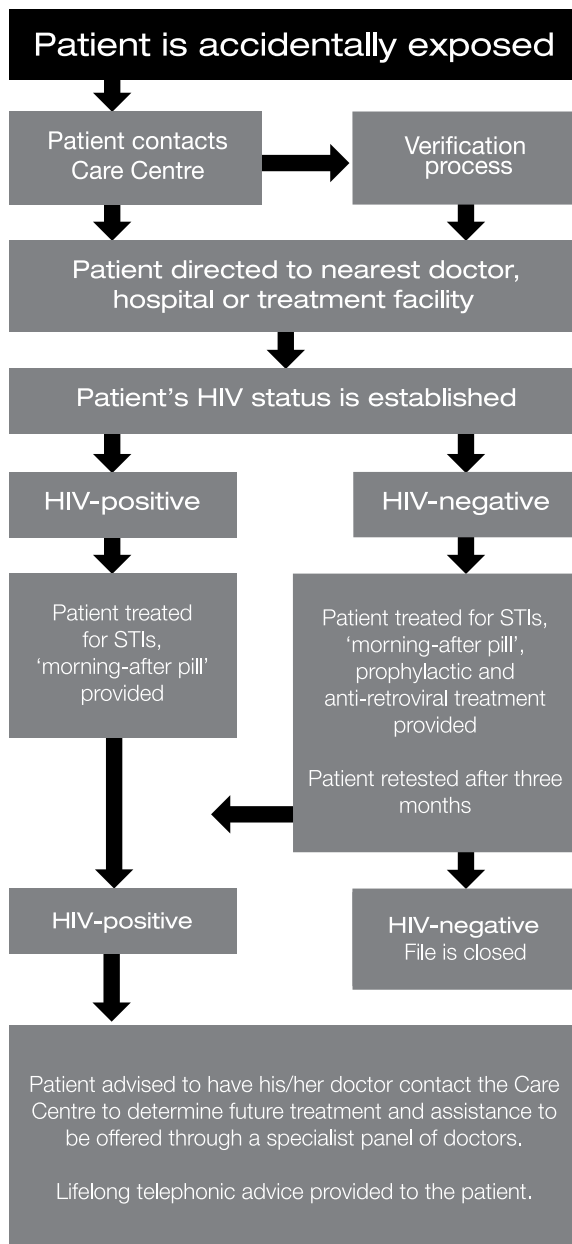 Patient is accidentally exposed
Patient contacts
Care Centre
Verification
process
Patient directed to nearest doctor,
hospital or treatment facility
Patient’s HIV status is established
HIV-positive
HIV-negative
Patient treated
for STIs,
‘morning-after pill’
provided
Patient treated for STIs,
‘morning-after pill’,
prophylactic and
anti-retroviral treatment
provided
Patient retested after three
months
HIV-positive
HIV-negative
File is closed
Patient advised to have his/her doctor contact the Care
Centre to determine future treatment and assistance to
be offered through a specialist panel of doctors.
Lifelong telephonic advice provided to the patient.